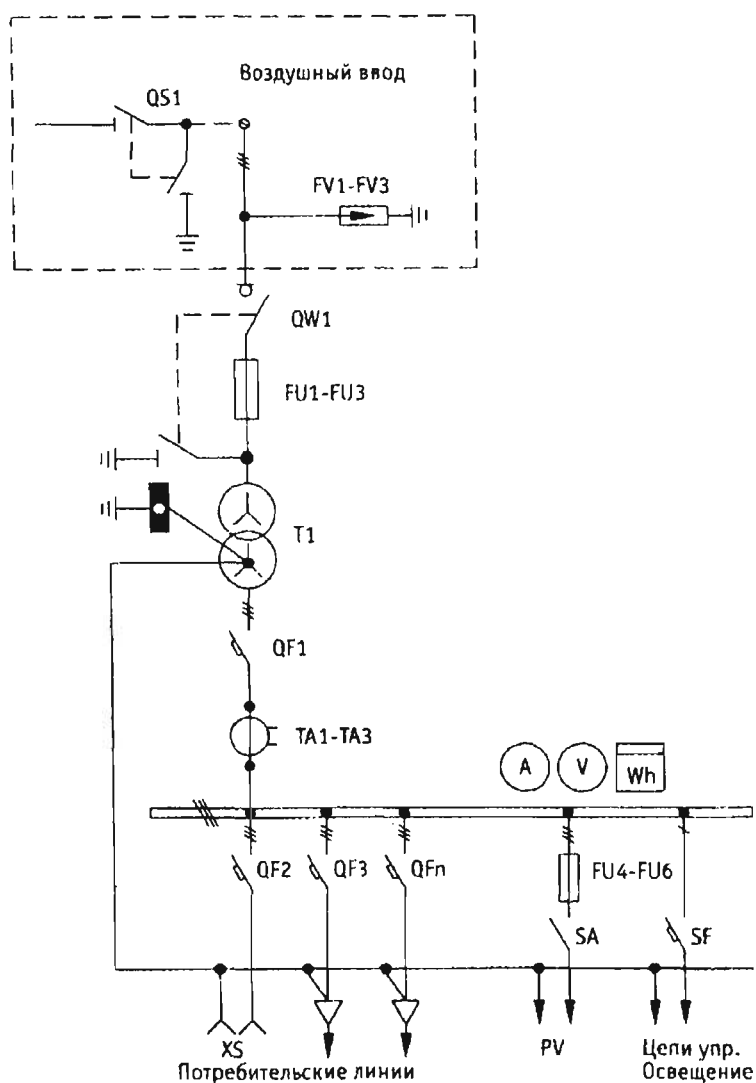 Воздушный ввод
QS1
FV1-FV3
QW1
FU1-FU3
T1
QF1
TA1-TA3
A
V
Wh
QF2
QF3
QFn
FU4-FU6
SA
SF
XS
PV
Цепи упр.
Потребительские линии
Освещение